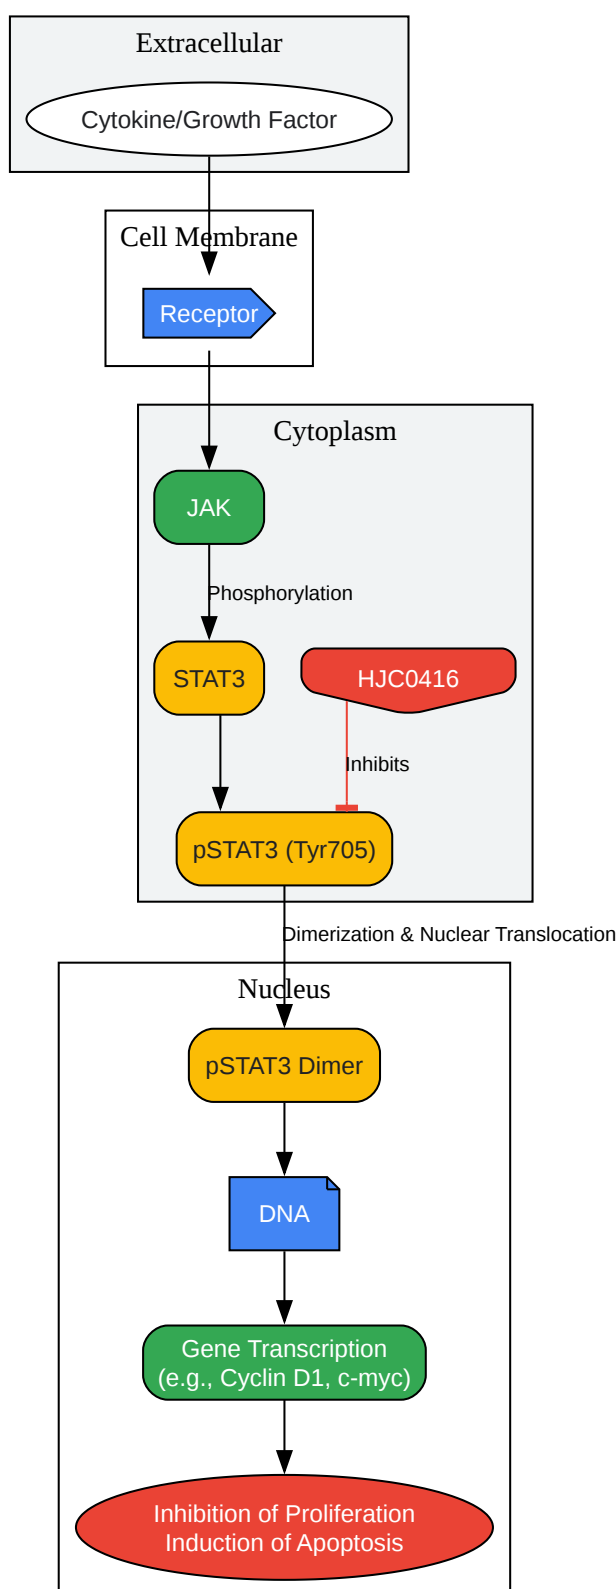 Extracellular
Cytokine/Growth Factor
Cell Membrane
Receptor
Cytoplasm
JAK
Phosphorylation
STAT3
HJC0416
Inhibits
pSTAT3 (Tyr705)
Dimerization & Nuclear Translocation
Nucleus
pSTAT3 Dimer
DNA
Gene Transcription
(e.g., Cyclin D1, c-myc)
Inhibition of Proliferation
Induction of Apoptosis